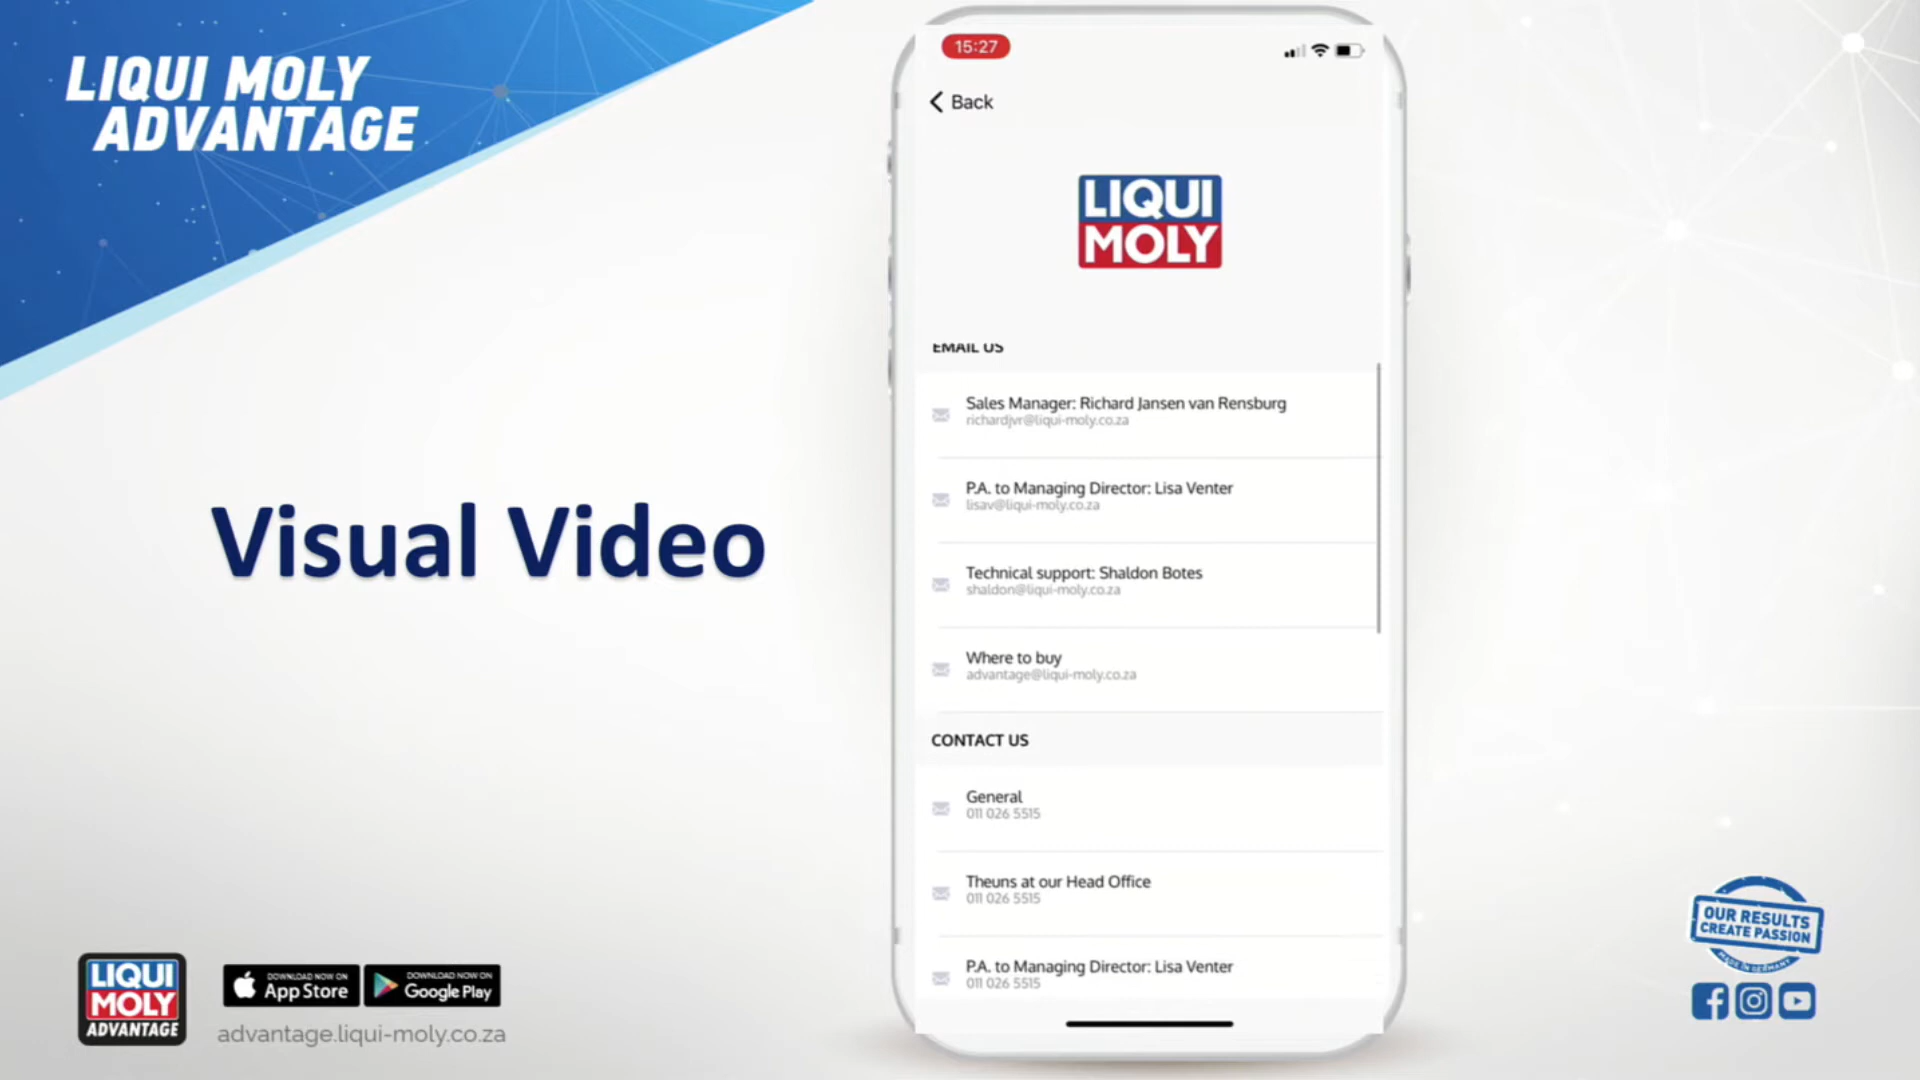 LIQUI MOLY
ADVANTAGE
Visual Video
15:27
Back
LIQUI
MOLY
EMAIL US
Sales Manager: Richard Jansen van Rensburg
richardjvr@liqui-moly.co.za
P.A. to Managing Director: Lisa Venter
lisav@liqui-moly.co.za
Technical support: Shaldon Botes
shaldon@liqui-moly.co.za
Where to buy
advantage@liqui-moly.co.za
CONTACT US
General
011 026 5515
Theuns at our Head Office
011 026 5515
P.A. to Managing Director: Lisa Venter
011 026 5515
LIQUI
MOLY
ADVANTAGE
DOWNLOAD NOW ON
App Store
DOWNLOAD NOW ON
Google Play
advantage.liqui-moly.co.za
OUR RESULTS
CREATE PASSION
MADE IN GERMANY